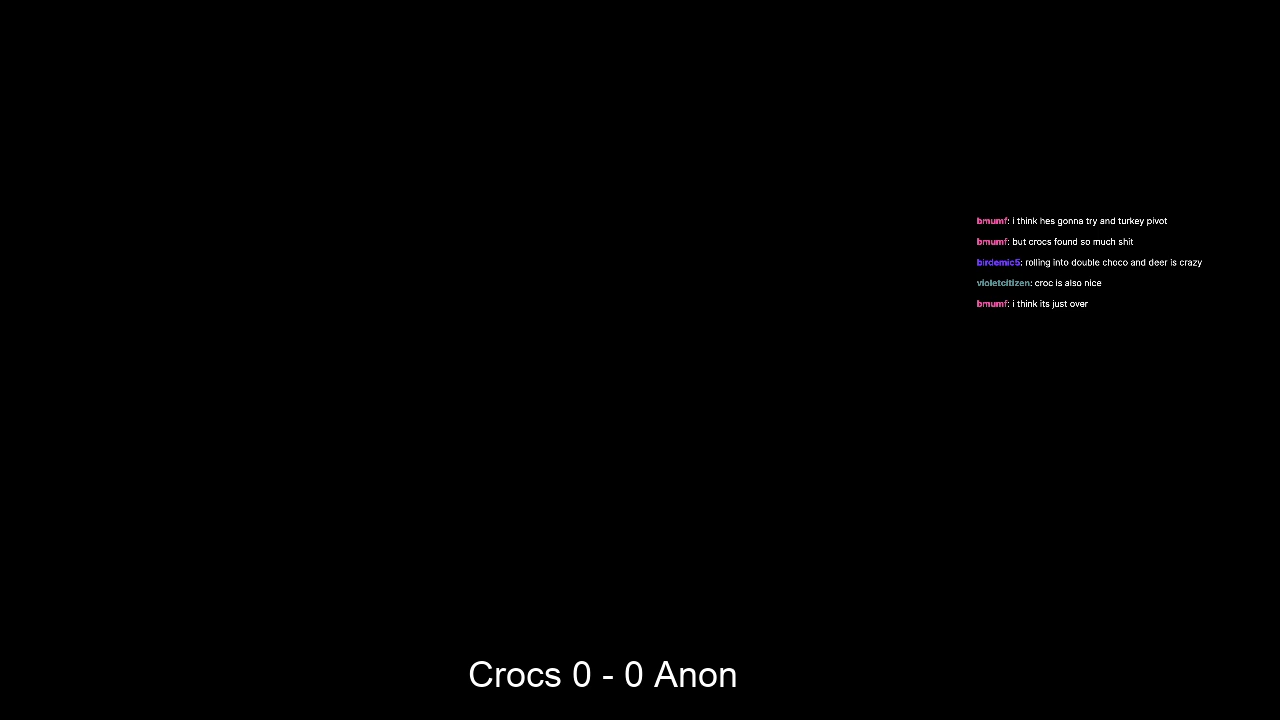 bmumf: i think hes gonna try and turkey pivot
bmumf: but crocs found so much shit
birdemic5: rolling into double choco and deer is crazy
violetcitizen: croc is also nice
bmumf: i think its just over
Crocs 0 - 0 Anon